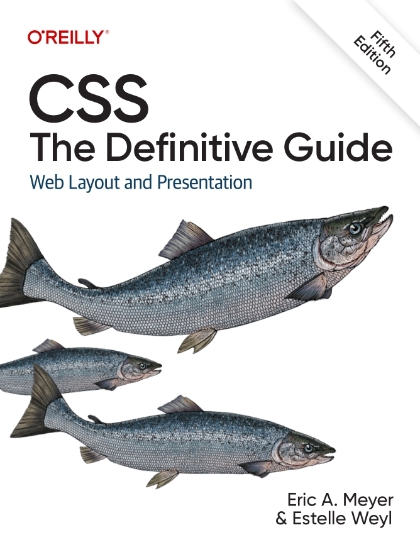 O'REILLY®
Fifth
Edition
CSS
The Definitive Guide
Web Layout and Presentation
Eric A. Meyer
& Estelle Weyl